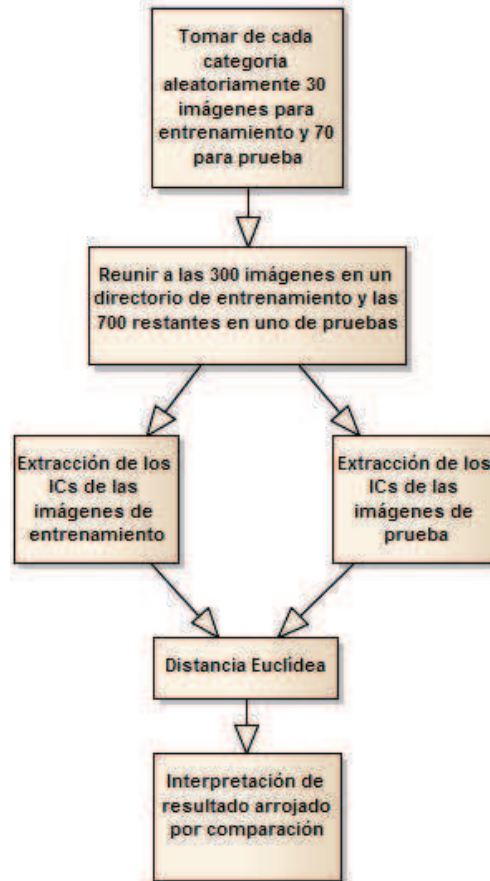 Tomar de cada
categoria
aleatoriamente 30
imágenes para
entrenamiento y 70
para prueba
Reunir a las 300 imágenes en un
directorio de entrenamiento y las
700 restantes en uno de pruebas
Extracción de los
ICs de las
imágenes de
entrenamiento
Extracción de los
ICs de las
imágenes de
prueba
Distancia Euclídea
Interpretación de
resultado arrojado
por comparación